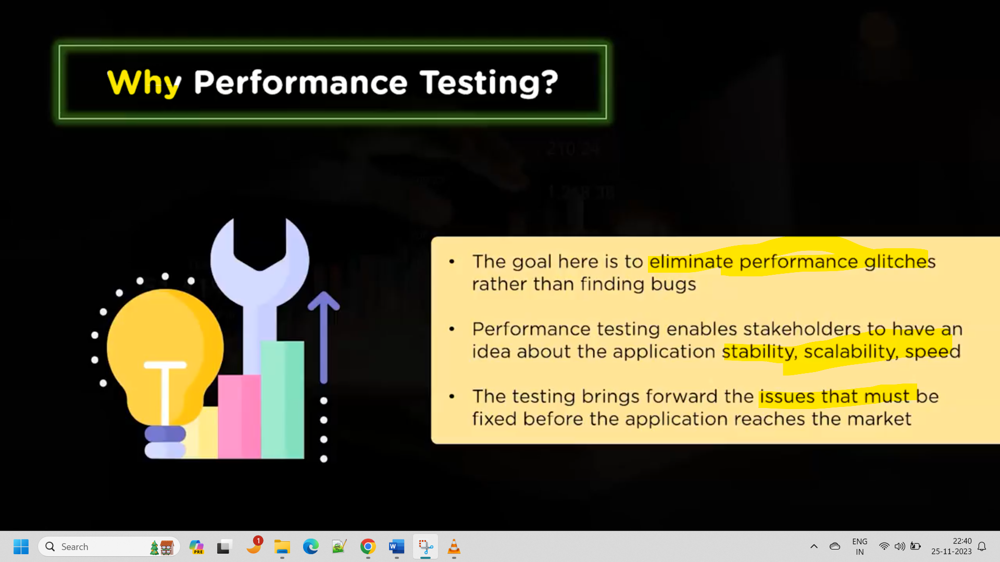 Why Performance Testing?
• The goal here is to eliminate performance glitches
rather than finding bugs
• Performance testing enables stakeholders to have an
idea about the application stability, scalability, speed
• The testing brings forward the issues that must be
fixed before the application reaches the market
Search
PRE
1
W
ENG
IN
22:40
25-11-2023